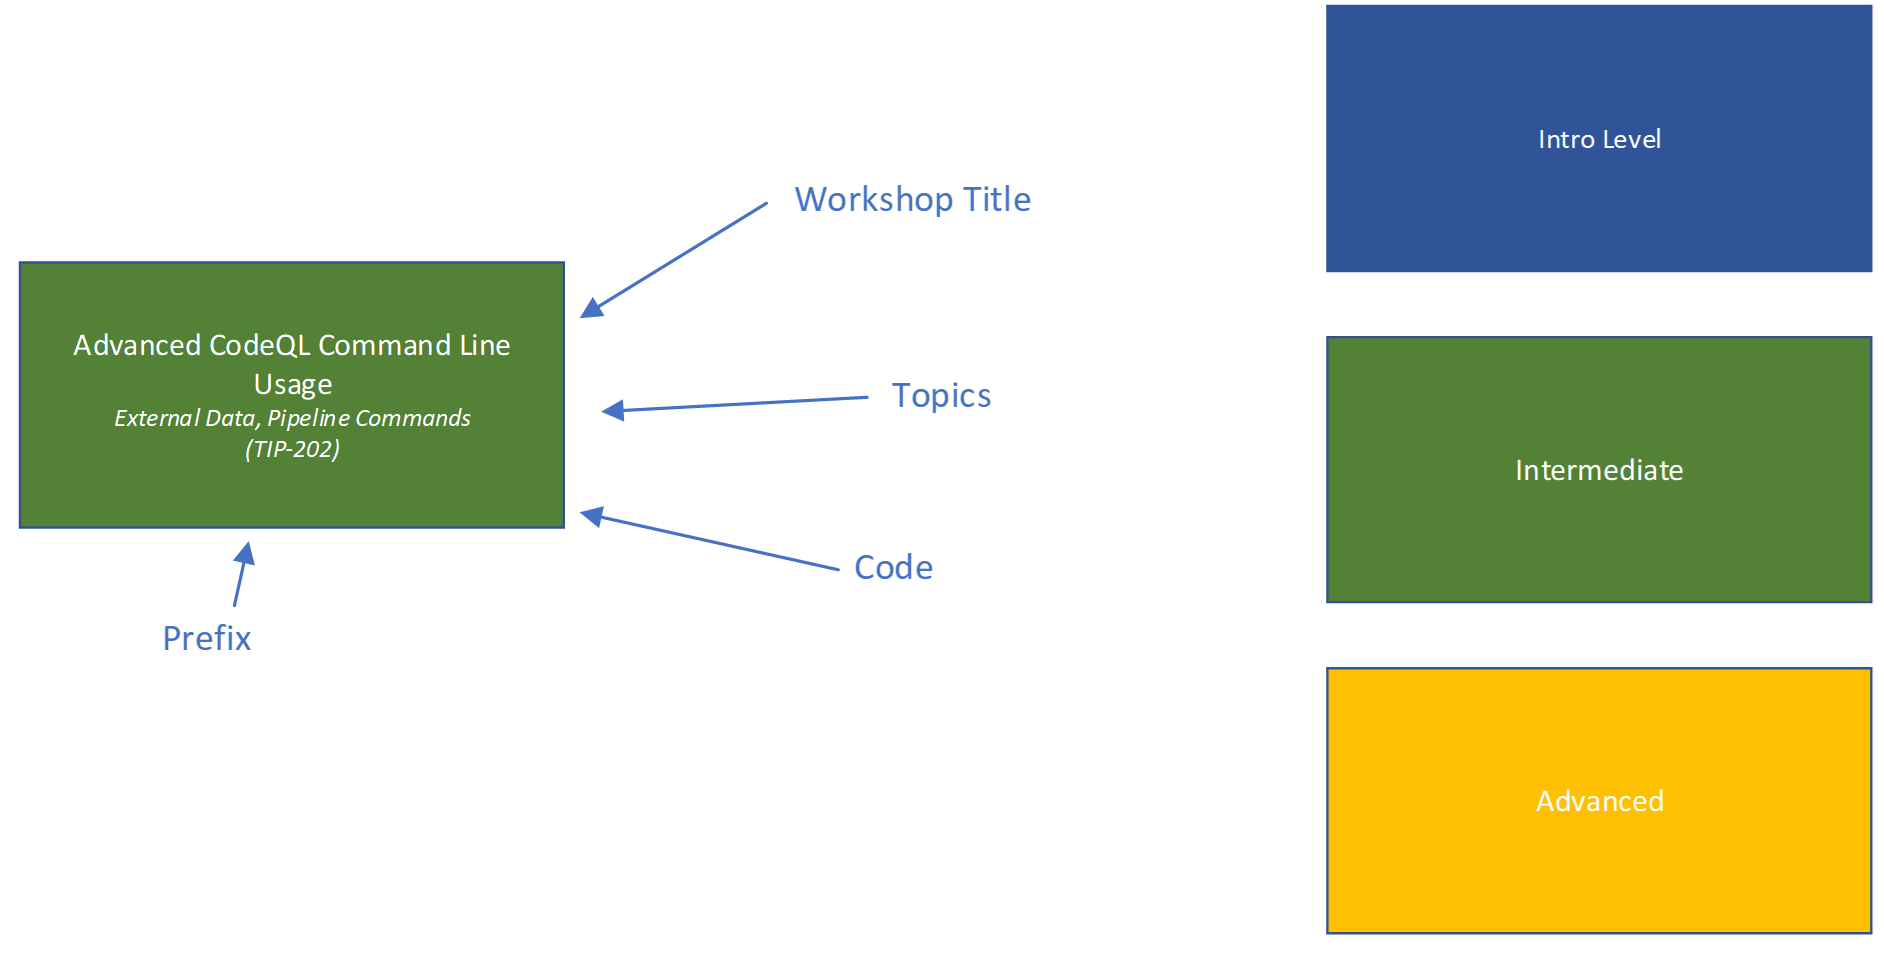 Intro Level
Workshop Title
Advanced CodeQL Command Line
Usage
External Data, Pipeline Commands
(TIP-202)
Topics
Intermediate
Code
Prefix
Advanced